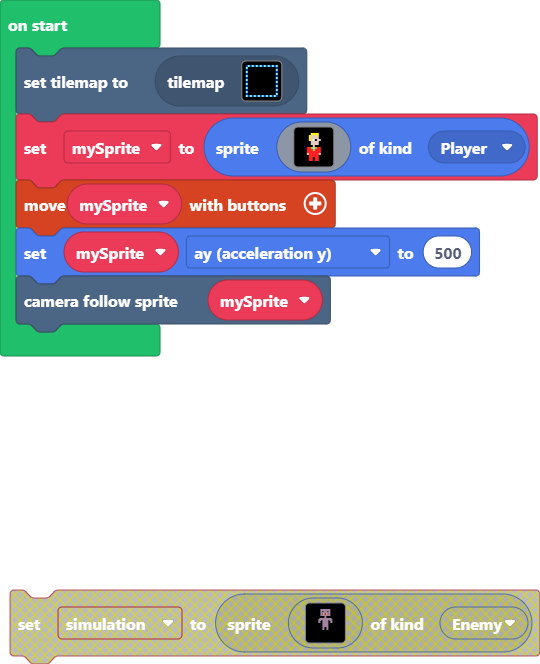 on start
set tilemap to tilemap
set mySprite to sprite of kind Player
move mySprite with buttons
set mySprite ay (acceleration y) to 500
camera follow sprite mySprite
set simulation to sprite of kind Enemy